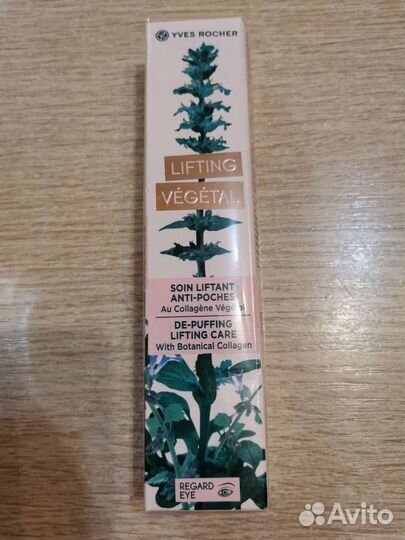 YVES ROCHER
LIFTING
VÉGÉTAL
SOIN LIFTANT
ANTI-POCHES
Au Collagène Végétal
DE-PUFFING
LIFTING CARE
With Botanical Collagen
REGARD
EYE
Avito